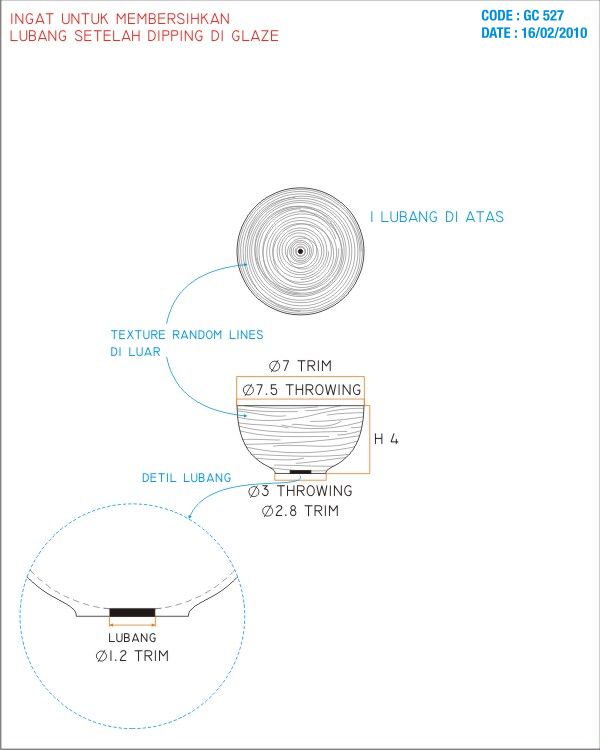 INGAT UNTUK MEMBERSIHKAN
LUBANG SETELAH DIPPING DI GLAZE
CODE : GC 527
DATE : 16/02/2010
1 LUBANG DI ATAS
TEXTURE RANDOM LINES
DI LUAR
Ø7 TRIM
Ø7.5 THROWING
H 4
DETIL LUBANG
Ø3 THROWING
Ø2.8 TRIM
LUBANG
Ø1.2 TRIM